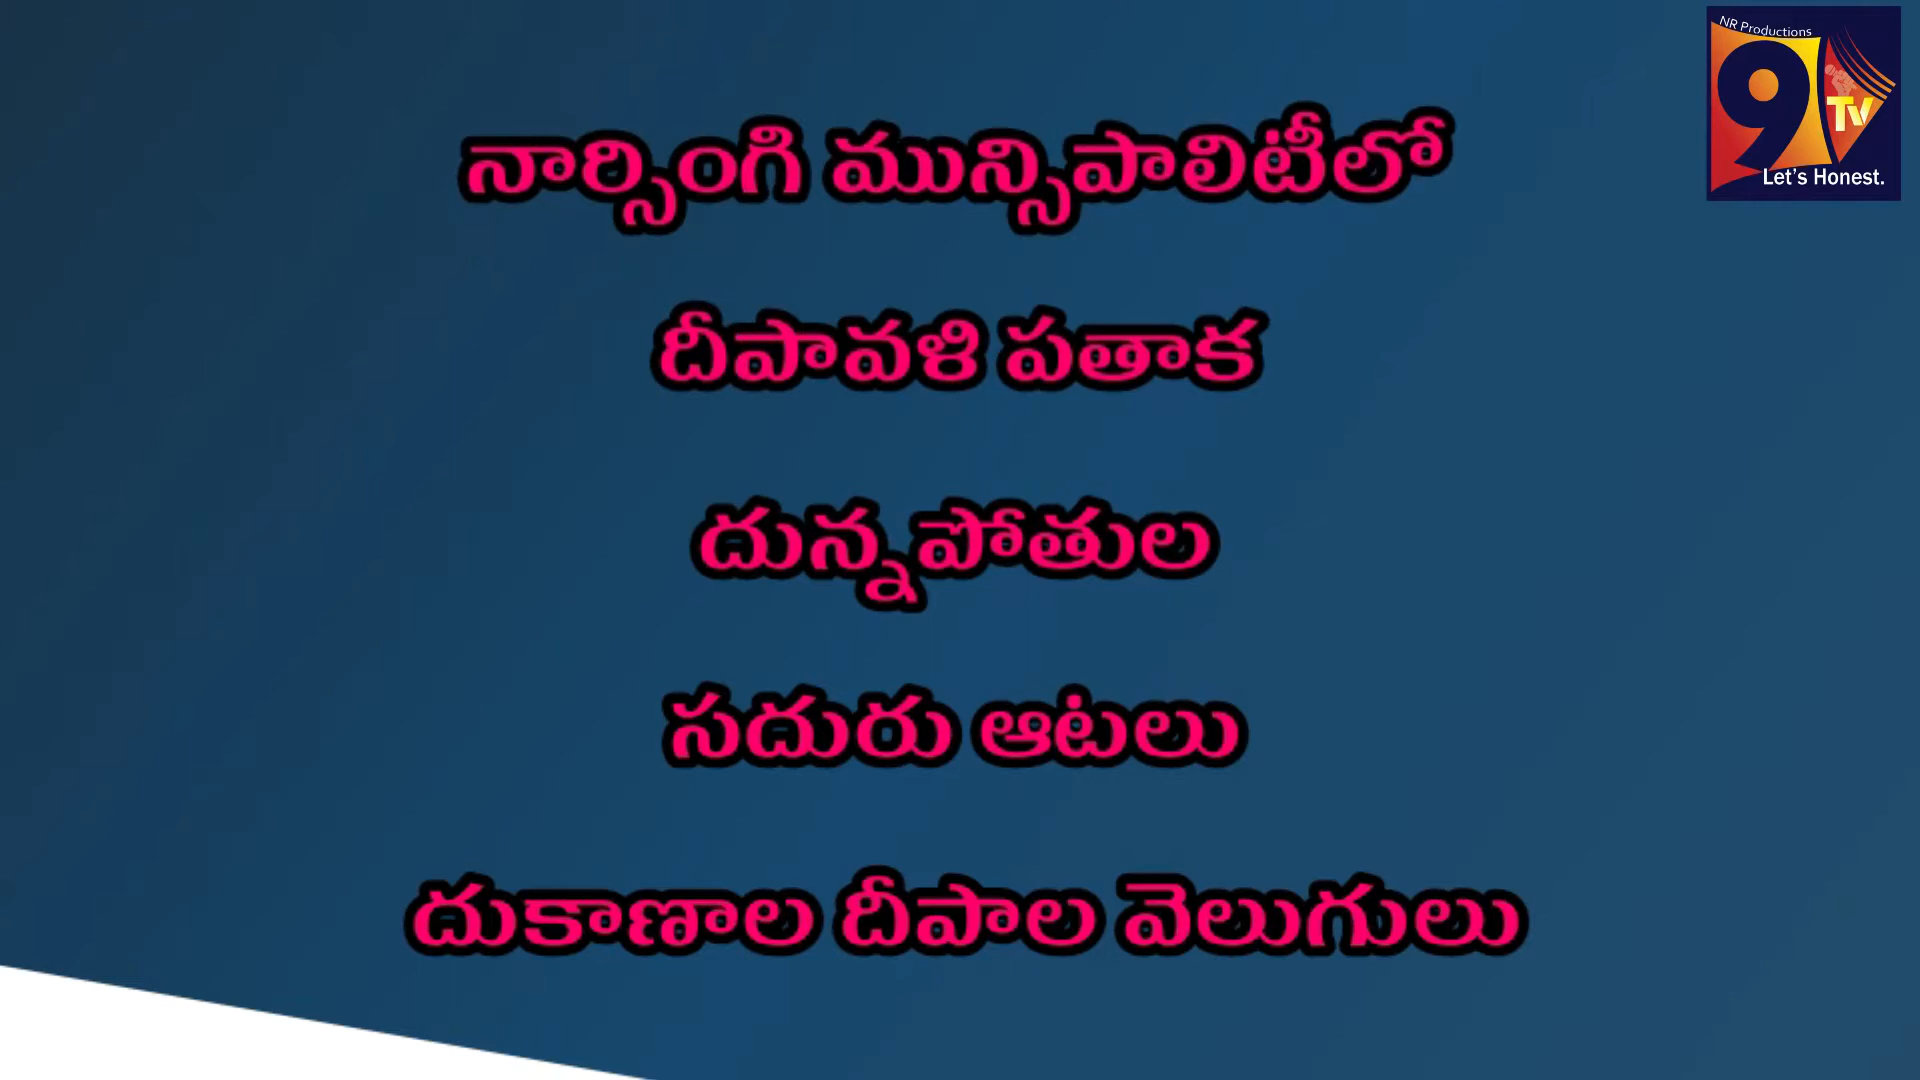 NR Productions
9 TV
Let's Honest.
నార్సింగి మున్సిపాలిటీలో
దీపావళి పతాక
దున్నపోతుల
సదురు ఆటలు
దుకాణాల దీపాల వెలుగులు